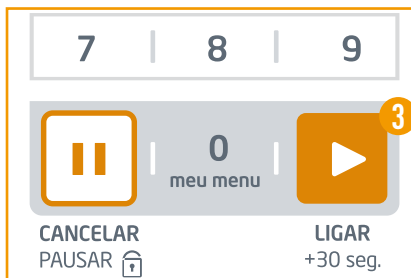 7 8 9
3
0
meu menu
CANCELAR LIGAR
PAUSAR +30 seg.